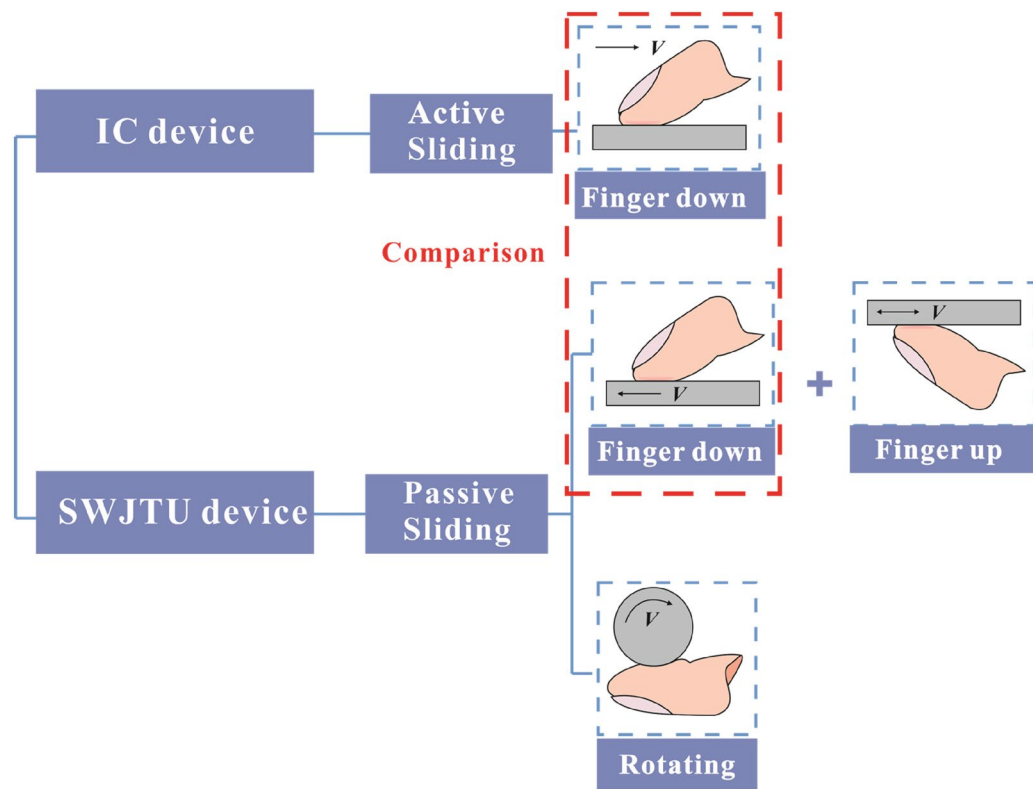 V
IC device
Active
Sliding
Finger down
Comparison
V
V
+
Finger down
Finger up
SWJTU device
Passive
Sliding
V
Rotating